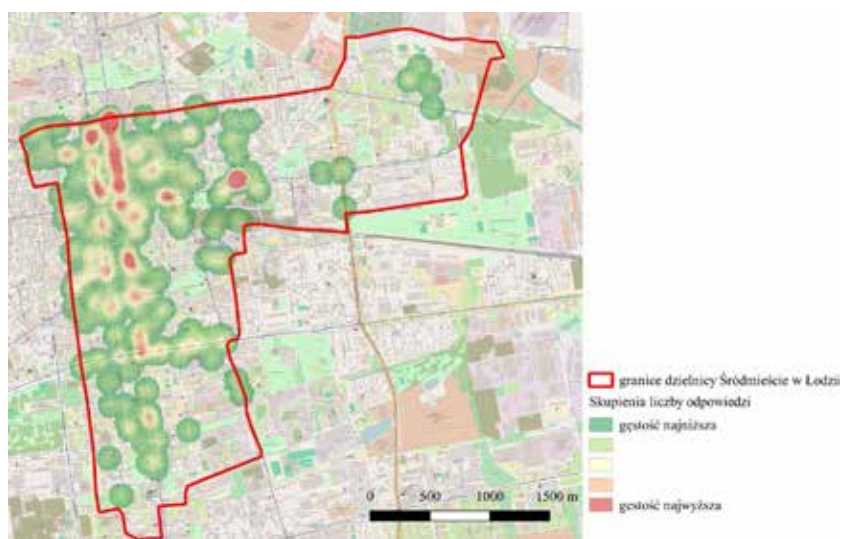 granice dzielnicy Śródmieście w Łodzi
Skupienia liczby odpowiedzi
gęstość najniższa
gęstość najwyższa
0 500 1000 1500 m